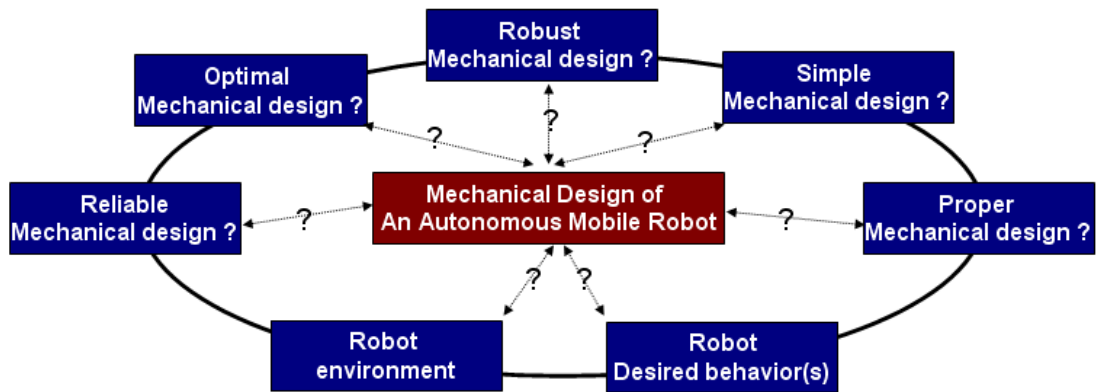 Robust
Mechanical design ?
Optimal
Mechanical design ?
Simple
Mechanical design ?
?
?
?
Reliable
Mechanical design ?
?
Mechanical Design of
An Autonomous Mobile Robot
?
Proper
Mechanical design ?
?
?
Robot
environment
Robot
Desired behavior(s)